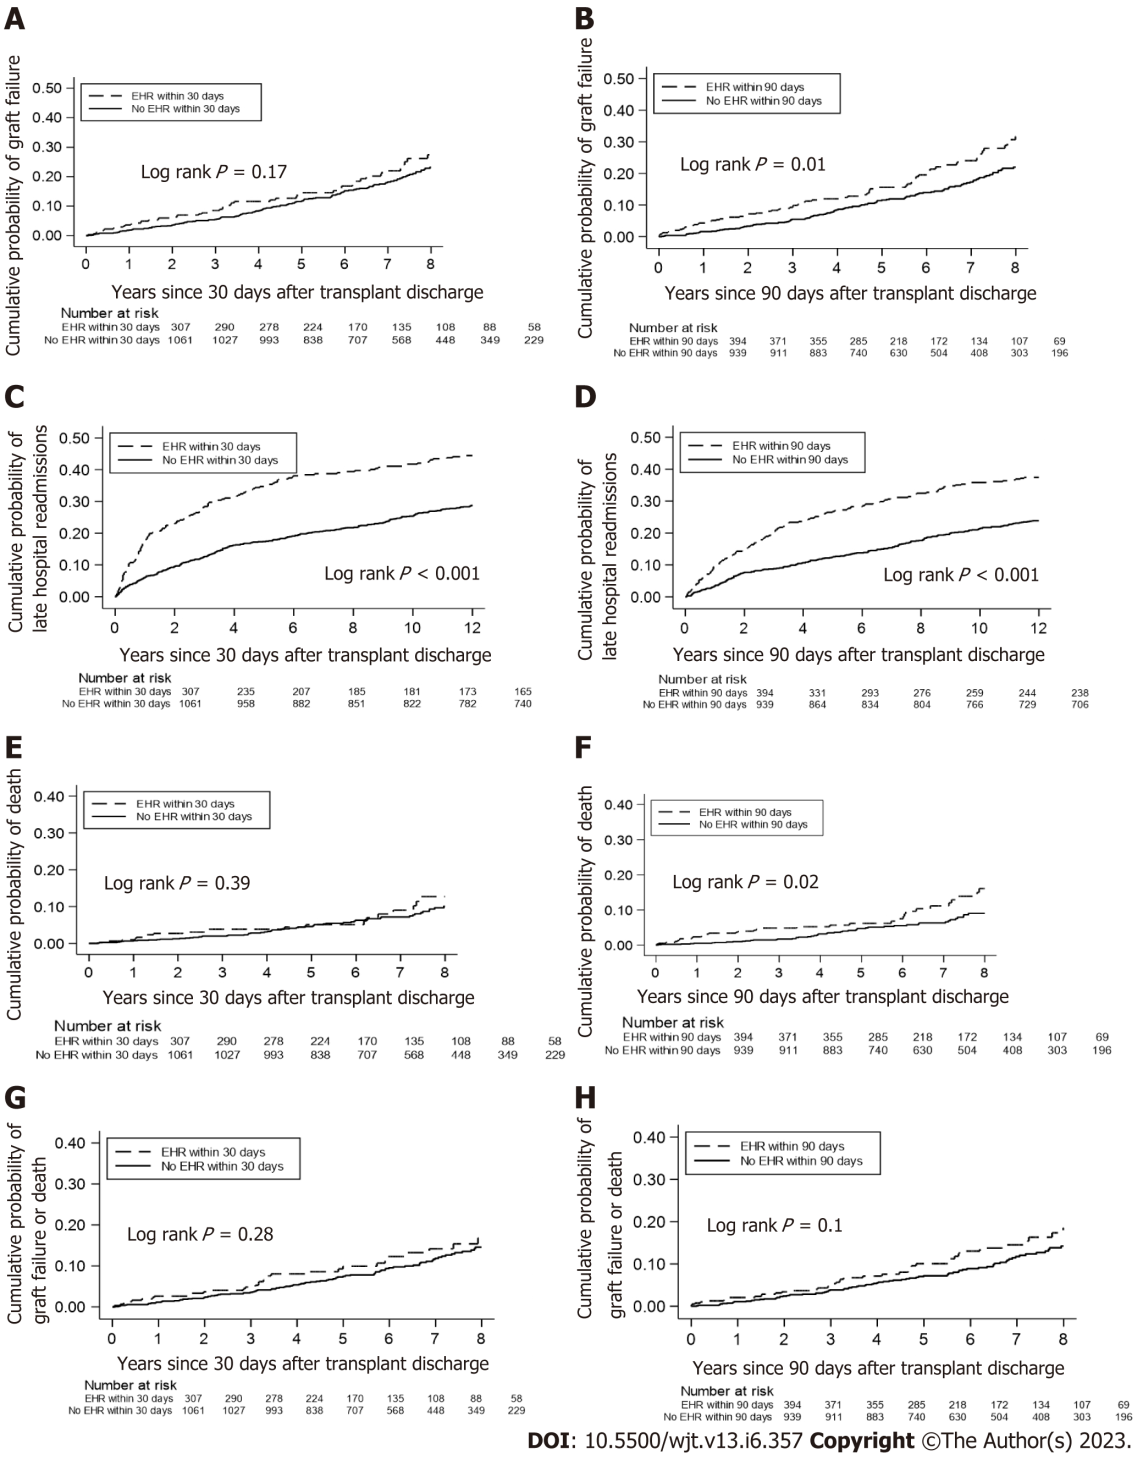 A
Cumulative probability of graft failure
0.50
0.40
0.30
0.20
0.10
0.00
EHR within 30 days
No EHR within 30 days
Log rank P = 0.17
0 1 2 3 4 5 6 7 8
Years since 30 days after transplant discharge
Number at risk
EHR within 30 days 307 290 278 224 170 135 108 88 58
No EHR within 30 days 1061 1027 993 838 707 568 448 349 229
B
Cumulative probability of graft failure
0.50
0.40
0.30
0.20
0.10
0.00
EHR within 90 days
No EHR within 90 days
Log rank P = 0.01
0 1 2 3 4 5 6 7 8
Years since 90 days after transplant discharge
Number at risk
EHR within 90 days 394 371 355 285 218 172 134 107 69
No EHR within 90 days 939 911 883 740 630 504 408 303 196
C
Cumulative probability of
late hospital readmissions
0.50
0.40
0.30
0.20
0.10
0.00
EHR within 30 days
No EHR within 30 days
Log rank P < 0.001
0 2 4 6 8 10 12
Years since 30 days after transplant discharge
Number at risk
EHR within 30 days 307 235 207 185 181 173 165
No EHR within 30 days 1061 958 882 851 822 782 740
D
Cumulative probability of
late hospital readmissions
0.50
0.40
0.30
0.20
0.10
0.00
EHR within 90 days
No EHR within 90 days
Log rank P < 0.001
0 2 4 6 8 10 12
Years since 90 days after transplant discharge
Number at risk
EHR within 90 days 394 331 293 276 259 244 238
No EHR within 90 days 939 864 834 804 766 729 706
E
Cumulative probability of death
0.40
0.30
0.20
0.10
0.00
EHR within 30 days
No EHR within 30 days
Log rank P = 0.39
0 1 2 3 4 5 6 7 8
Years since 30 days after transplant discharge
Number at risk
EHR within 30 days 307 290 278 224 170 135 108 88 58
No EHR within 30 days 1061 1027 993 838 707 568 448 349 229
F
Cumulative probability of death
0.40
0.30
0.20
0.10
0.00
EHR within 90 days
No EHR within 90 days
Log rank P = 0.02
0 1 2 3 4 5 6 7 8
Years since 90 days after transplant discharge
Number at risk
EHR within 90 days 394 371 355 285 218 172 134 107 69
No EHR within 90 days 939 911 883 740 630 504 408 303 196
G
Cumulative probability of
graft failure or death
0.40
0.30
0.20
0.10
0.00
EHR within 30 days
No EHR within 30 days
Log rank P = 0.28
0 1 2 3 4 5 6 7 8
Years since 30 days after transplant discharge
Number at risk
EHR within 30 days 307 290 278 224 170 135 108 88 58
No EHR within 30 days 1061 1027 993 838 707 568 448 349 229
H
Cumulative probability of
graft failure or death
0.40
0.30
0.20
0.10
0.00
EHR within 90 days
No EHR within 90 days
Log rank P = 0.1
0 1 2 3 4 5 6 7 8
Years since 90 days after transplant discharge
Number at risk
EHR within 90 days 394 371 355 285 218 172 134 107 69
No EHR within 90 days 939 911 883 740 630 504 408 303 196
DOI: 10.5500/wjt.v13.i6.357 Copyright ©The Author(s) 2023.